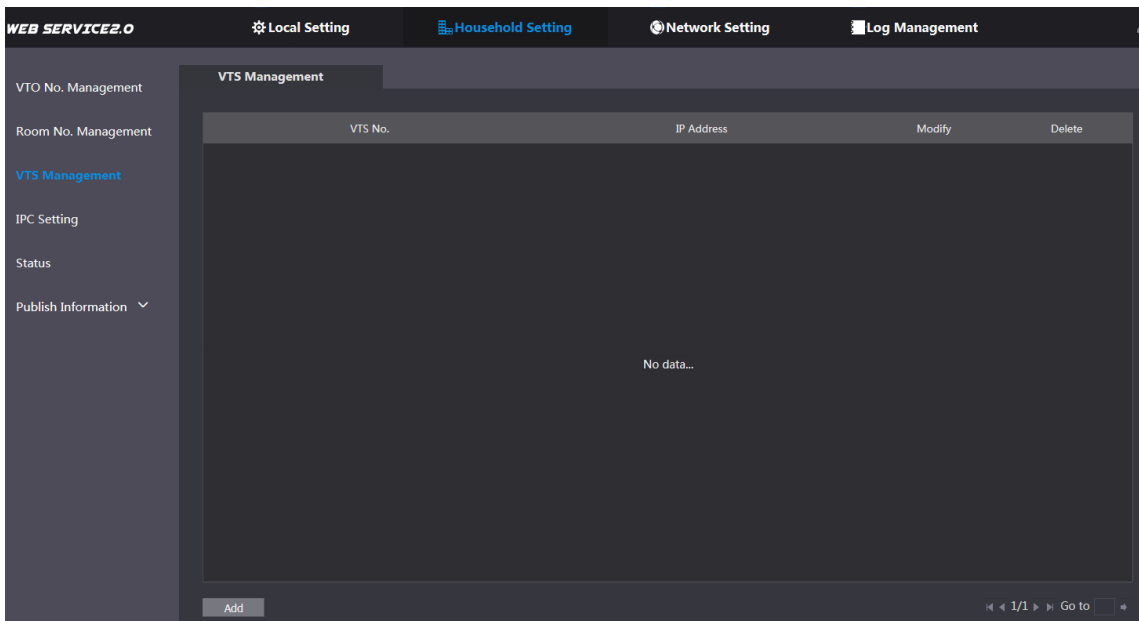 WEB SERVICE2.0 Local Setting Household Setting Network Setting Log Management
VTO No. Management
Room No. Management
VTS Management
IPC Setting
Status
Publish Information
VTS Management
VTS No. IP Address Modify Delete
No data...
Add 1/1 Go to